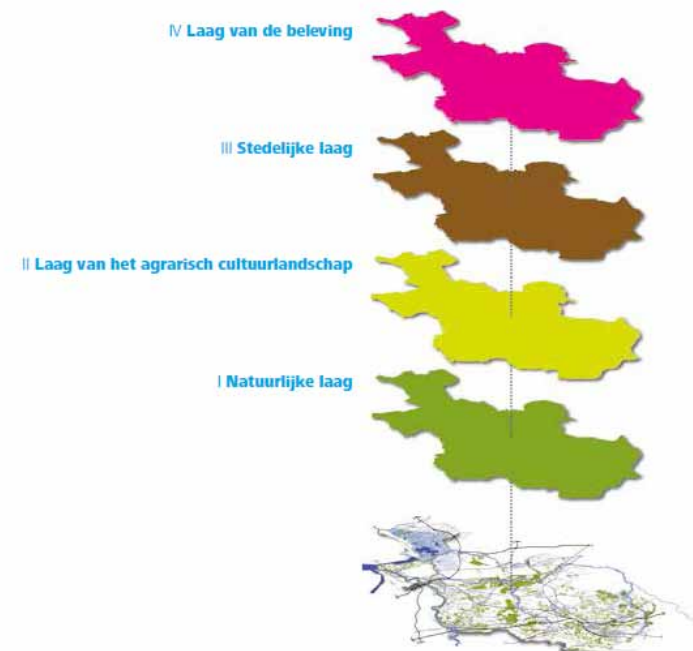 IV Laag van de beleving
III Stedelijke laag
II Laag van het agrarisch cultuurlandschap
I Natuurlijke laag